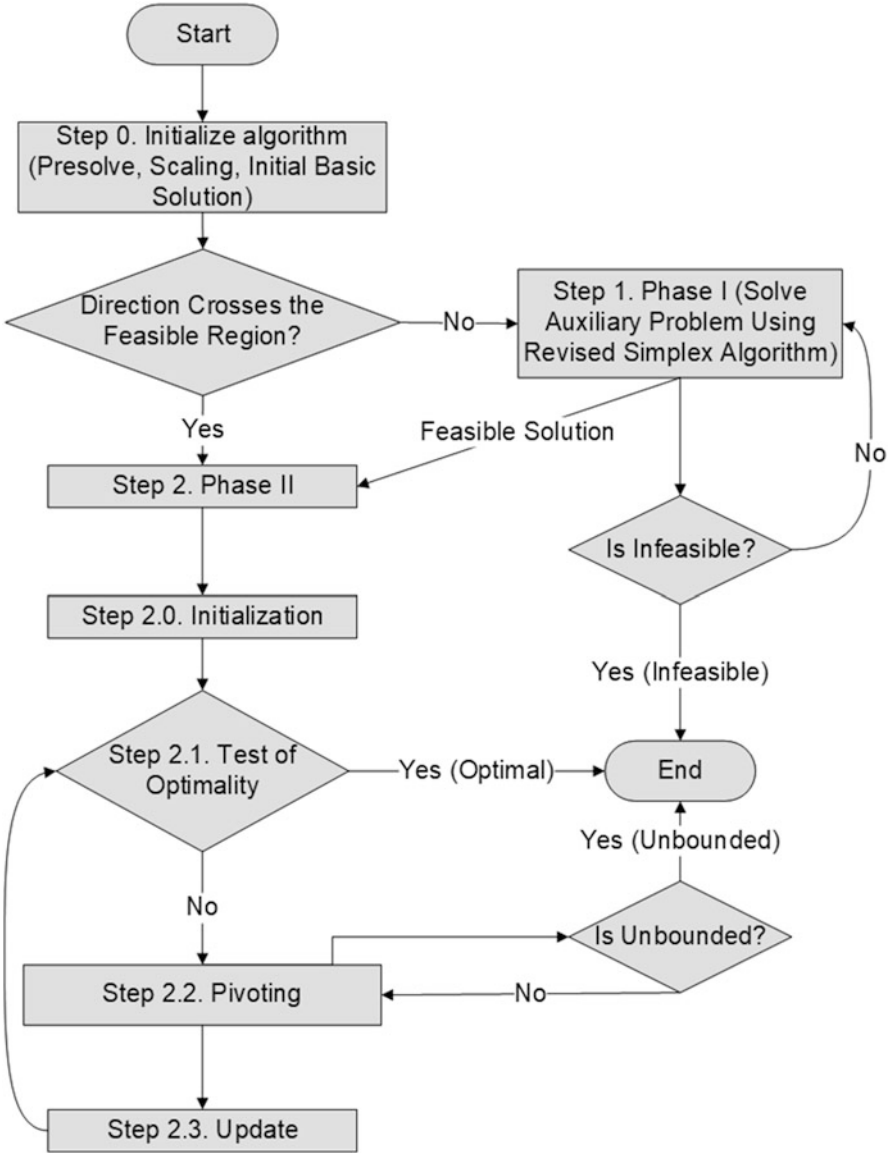 Start
Step 0. Initialize algorithm
(Presolve, Scaling, Initial Basic
Solution)
Direction Crosses the
Feasible Region?
No
Step 1. Phase I (Solve
Auxiliary Problem Using
Revised Simplex Algorithm)
Yes
Feasible Solution
No
Step 2. Phase II
Is Infeasible?
Step 2.0. Initialization
Yes (Infeasible)
Step 2.1. Test of
Optimality
Yes (Optimal)
End
Yes (Unbounded)
No
Is Unbounded?
Step 2.2. Pivoting
No
Step 2.3. Update